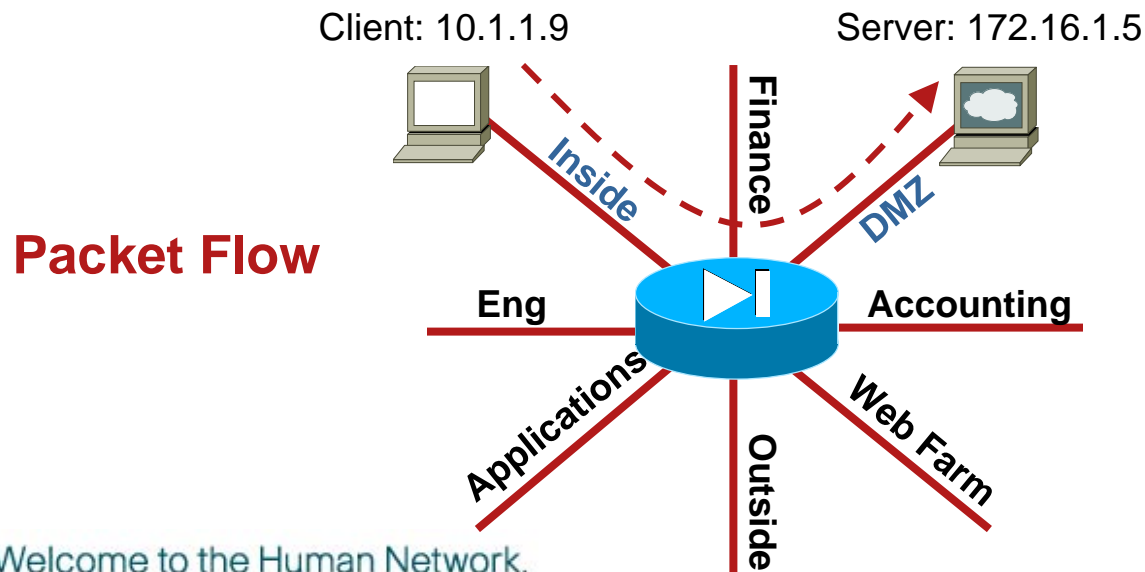 Client: 10.1.1.9
Server: 172.16.1.5
Finance
Inside
DMZ
Packet Flow
Eng
Accounting
Applications
Web Farm
Outside
Welcome to the Human Network.